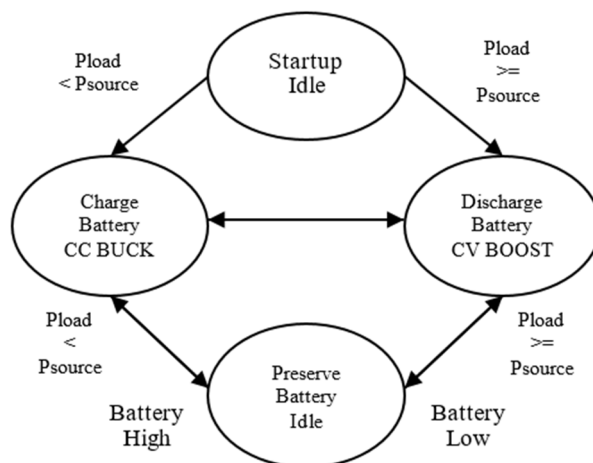 Pload
< Psource
Startup
Idle
Pload
>=
Psource
Charge
Battery
CC BUCK
Discharge
Battery
CV BOOST
Pload
<
Psource
Preserve
Battery
Idle
Pload
>=
Psource
Battery
High
Battery
Low